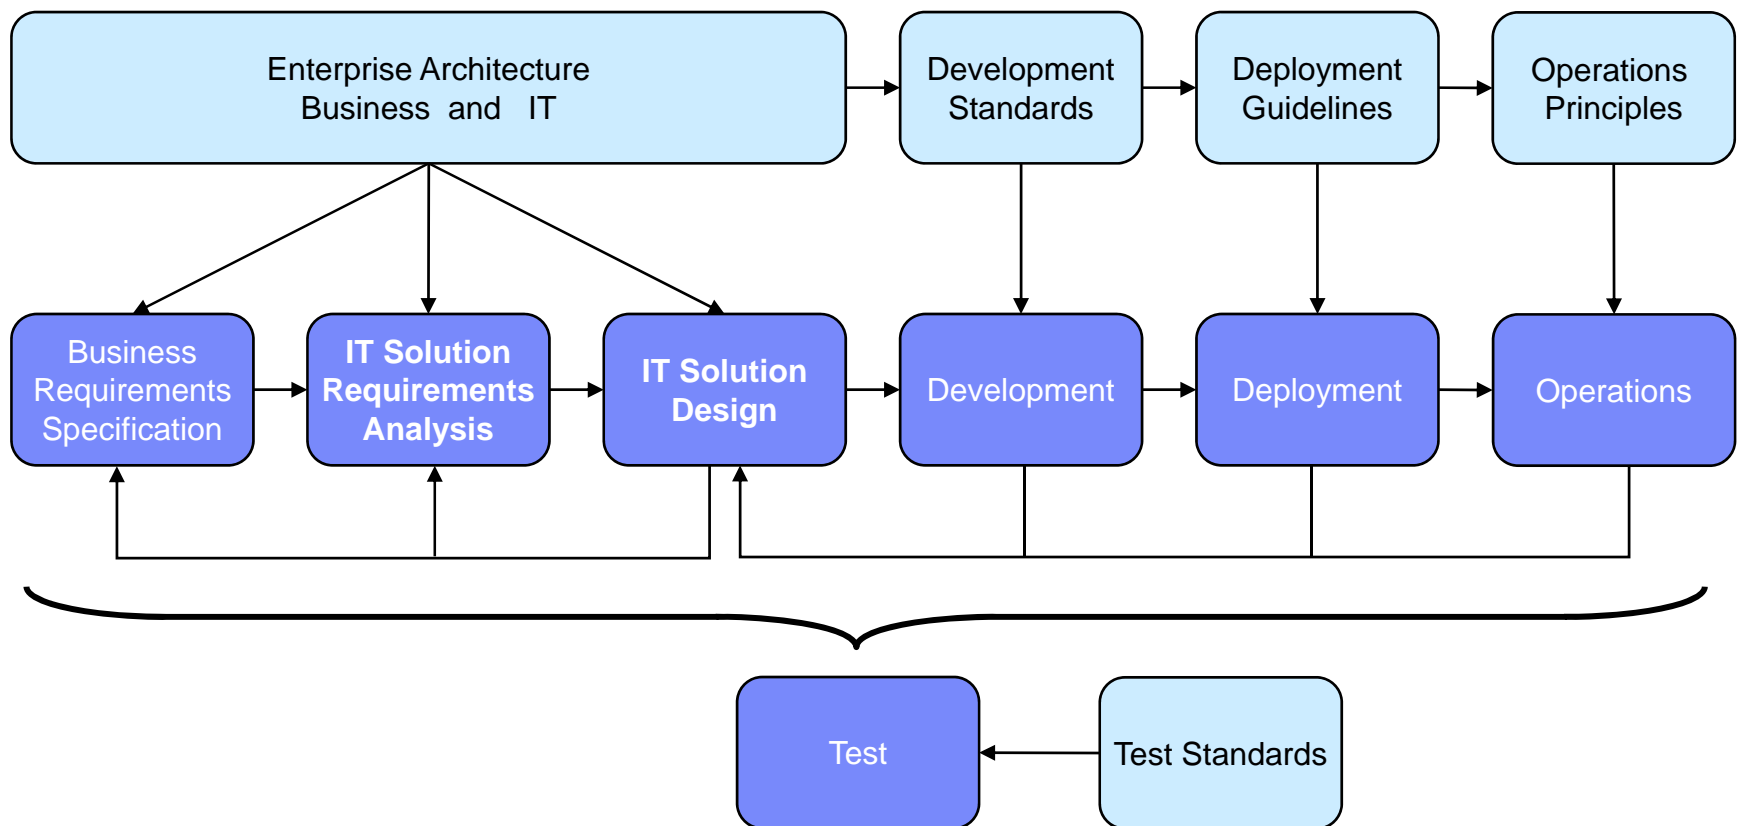 Enterprise Architecture
Business and IT
Development
Standards
Deployment
Guidelines
Operations
Principles
Business
Requirements
Specification
IT Solution
Requirements
Analysis
IT Solution
Design
Development
Deployment
Operations
Test
Test Standards